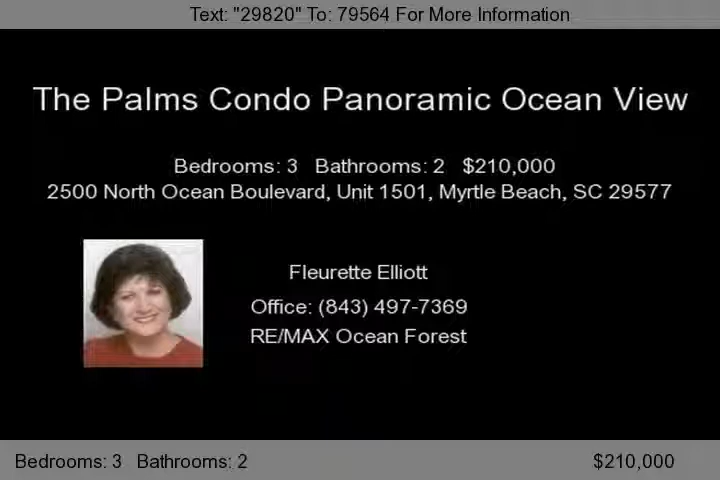 Text: "29820" To: 79564 For More Information
The Palms Condo Panoramic Ocean View
Bedrooms: 3 Bathrooms: 2 $210,000
2500 North Ocean Boulevard, Unit 1501, Myrtle Beach, SC 29577
Fleurette Elliott
Office: (843) 497-7369
RE/MAX Ocean Forest
Bedrooms: 3 Bathrooms: 2 $210,000